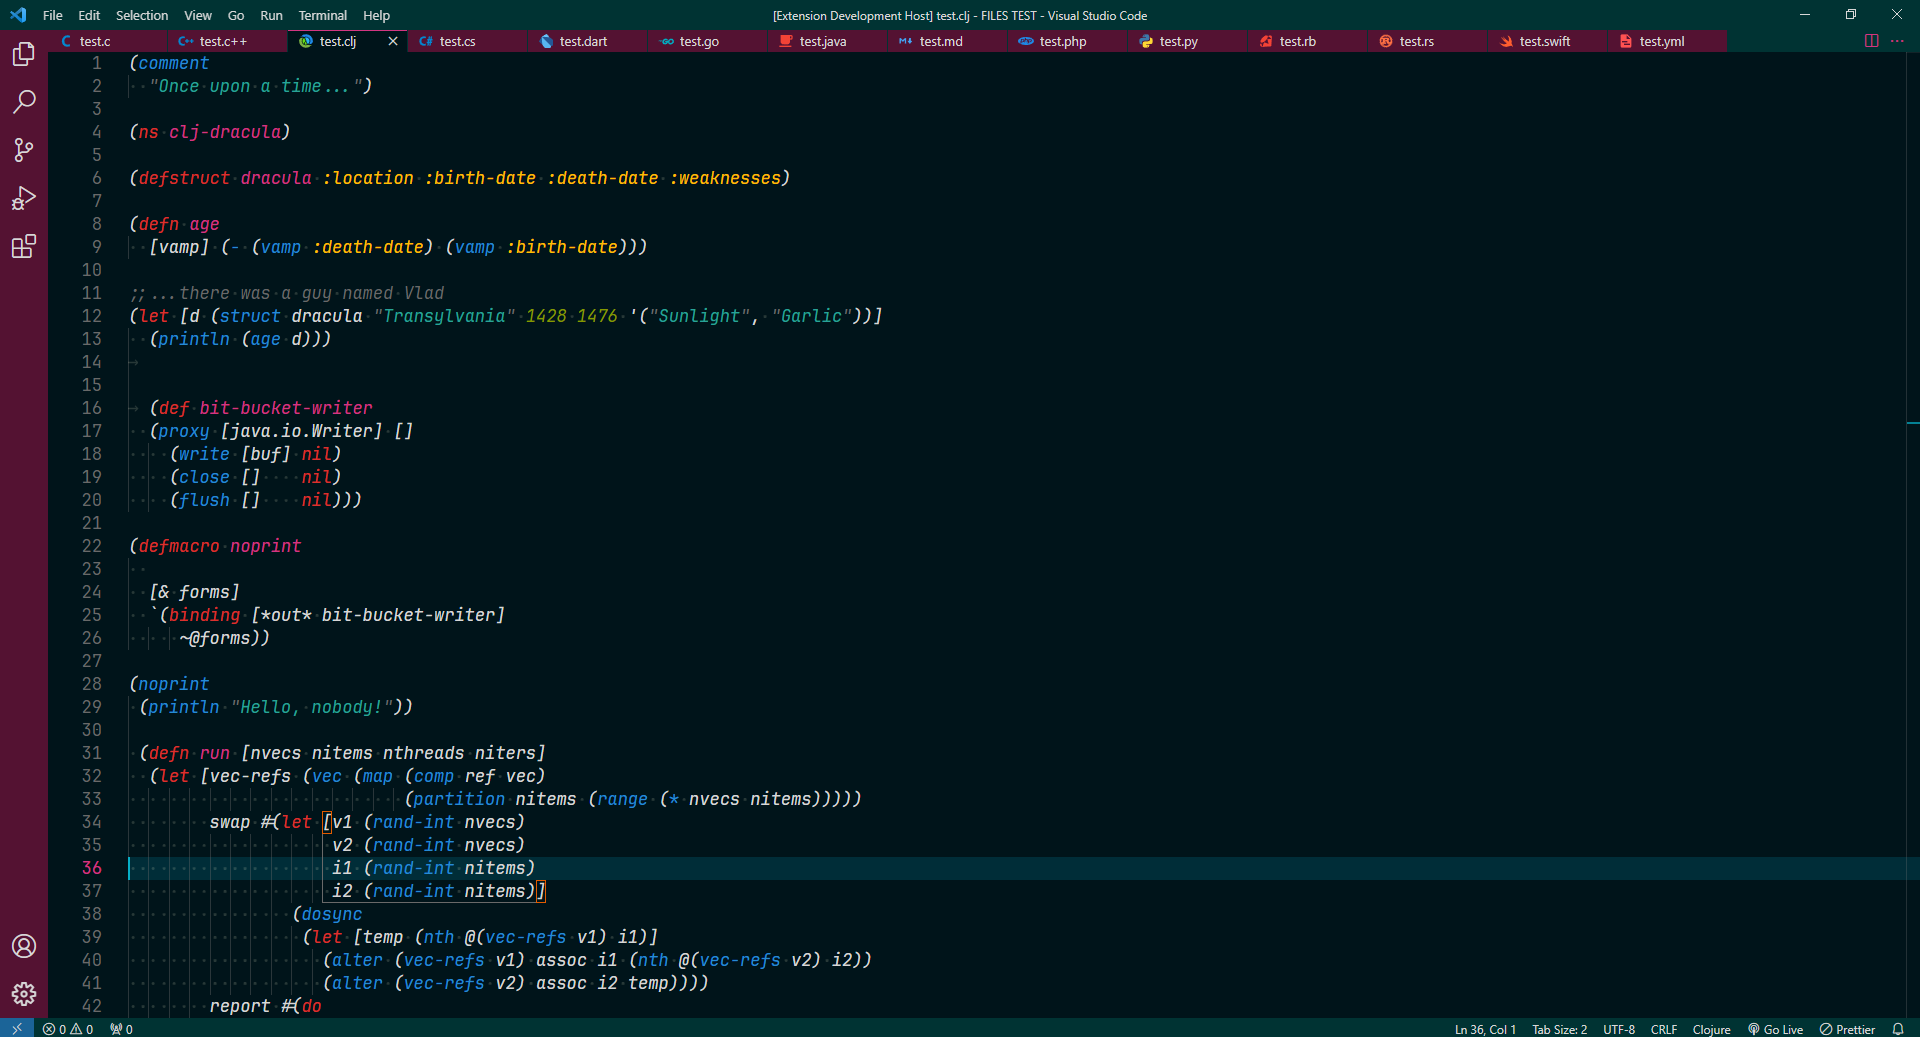 File Edit Selection View Go Run Terminal Help
[Extension Development Host] test.clj - FILES TEST - Visual Studio Code
test.c test.c++ test.clj test.cs test.dart test.go test.java test.md test.php test.py test.rb test.rs test.swift test.yml
1 (comment
2 "Once upon a time...")
3
4 (ns clj-dracula)
5
6 (defstruct dracula :location :birth-date :death-date :weaknesses)
7
8 (defn age
9 [vamp] (- (vamp :death-date) (vamp :birth-date)))
10
11 ;;...there was a guy named Vlad
12 (let [d (struct dracula "Transylvania" 1428 1476 '("Sunlight", "Garlic"))]
13 (println (age d)))
14
15
16 (def bit-bucket-writer
17 (proxy [java.io.Writer] []
18 (write [buf] nil)
19 (close [] nil)
20 (flush [] nil)))
21
22 (defmacro noprint
23
24 [& forms]
25 `(binding [*out* bit-bucket-writer]
26 ~@forms))
27
28 (noprint
29 (println "Hello, nobody!"))
30
31 (defn run [nvecs nitems nthreads niters]
32 (let [vec-refs (vec (map (comp ref vec)
33 (partition nitems (range (* nvecs nitems)))))
34 swap #(let [v1 (rand-int nvecs)
35 v2 (rand-int nvecs)
36 i1 (rand-int nitems)
37 i2 (rand-int nitems)]
38 (dosync
39 (let [temp (nth @(vec-refs v1) i1)]
40 (alter (vec-refs v1) assoc i1 (nth @(vec-refs v2) i2))
41 (alter (vec-refs v2) assoc i2 temp))))
42 report #(do
0 0 0 Ln 36, Col 1 Tab Size: 2 UTF-8 CRLF Clojure Go Live Prettier